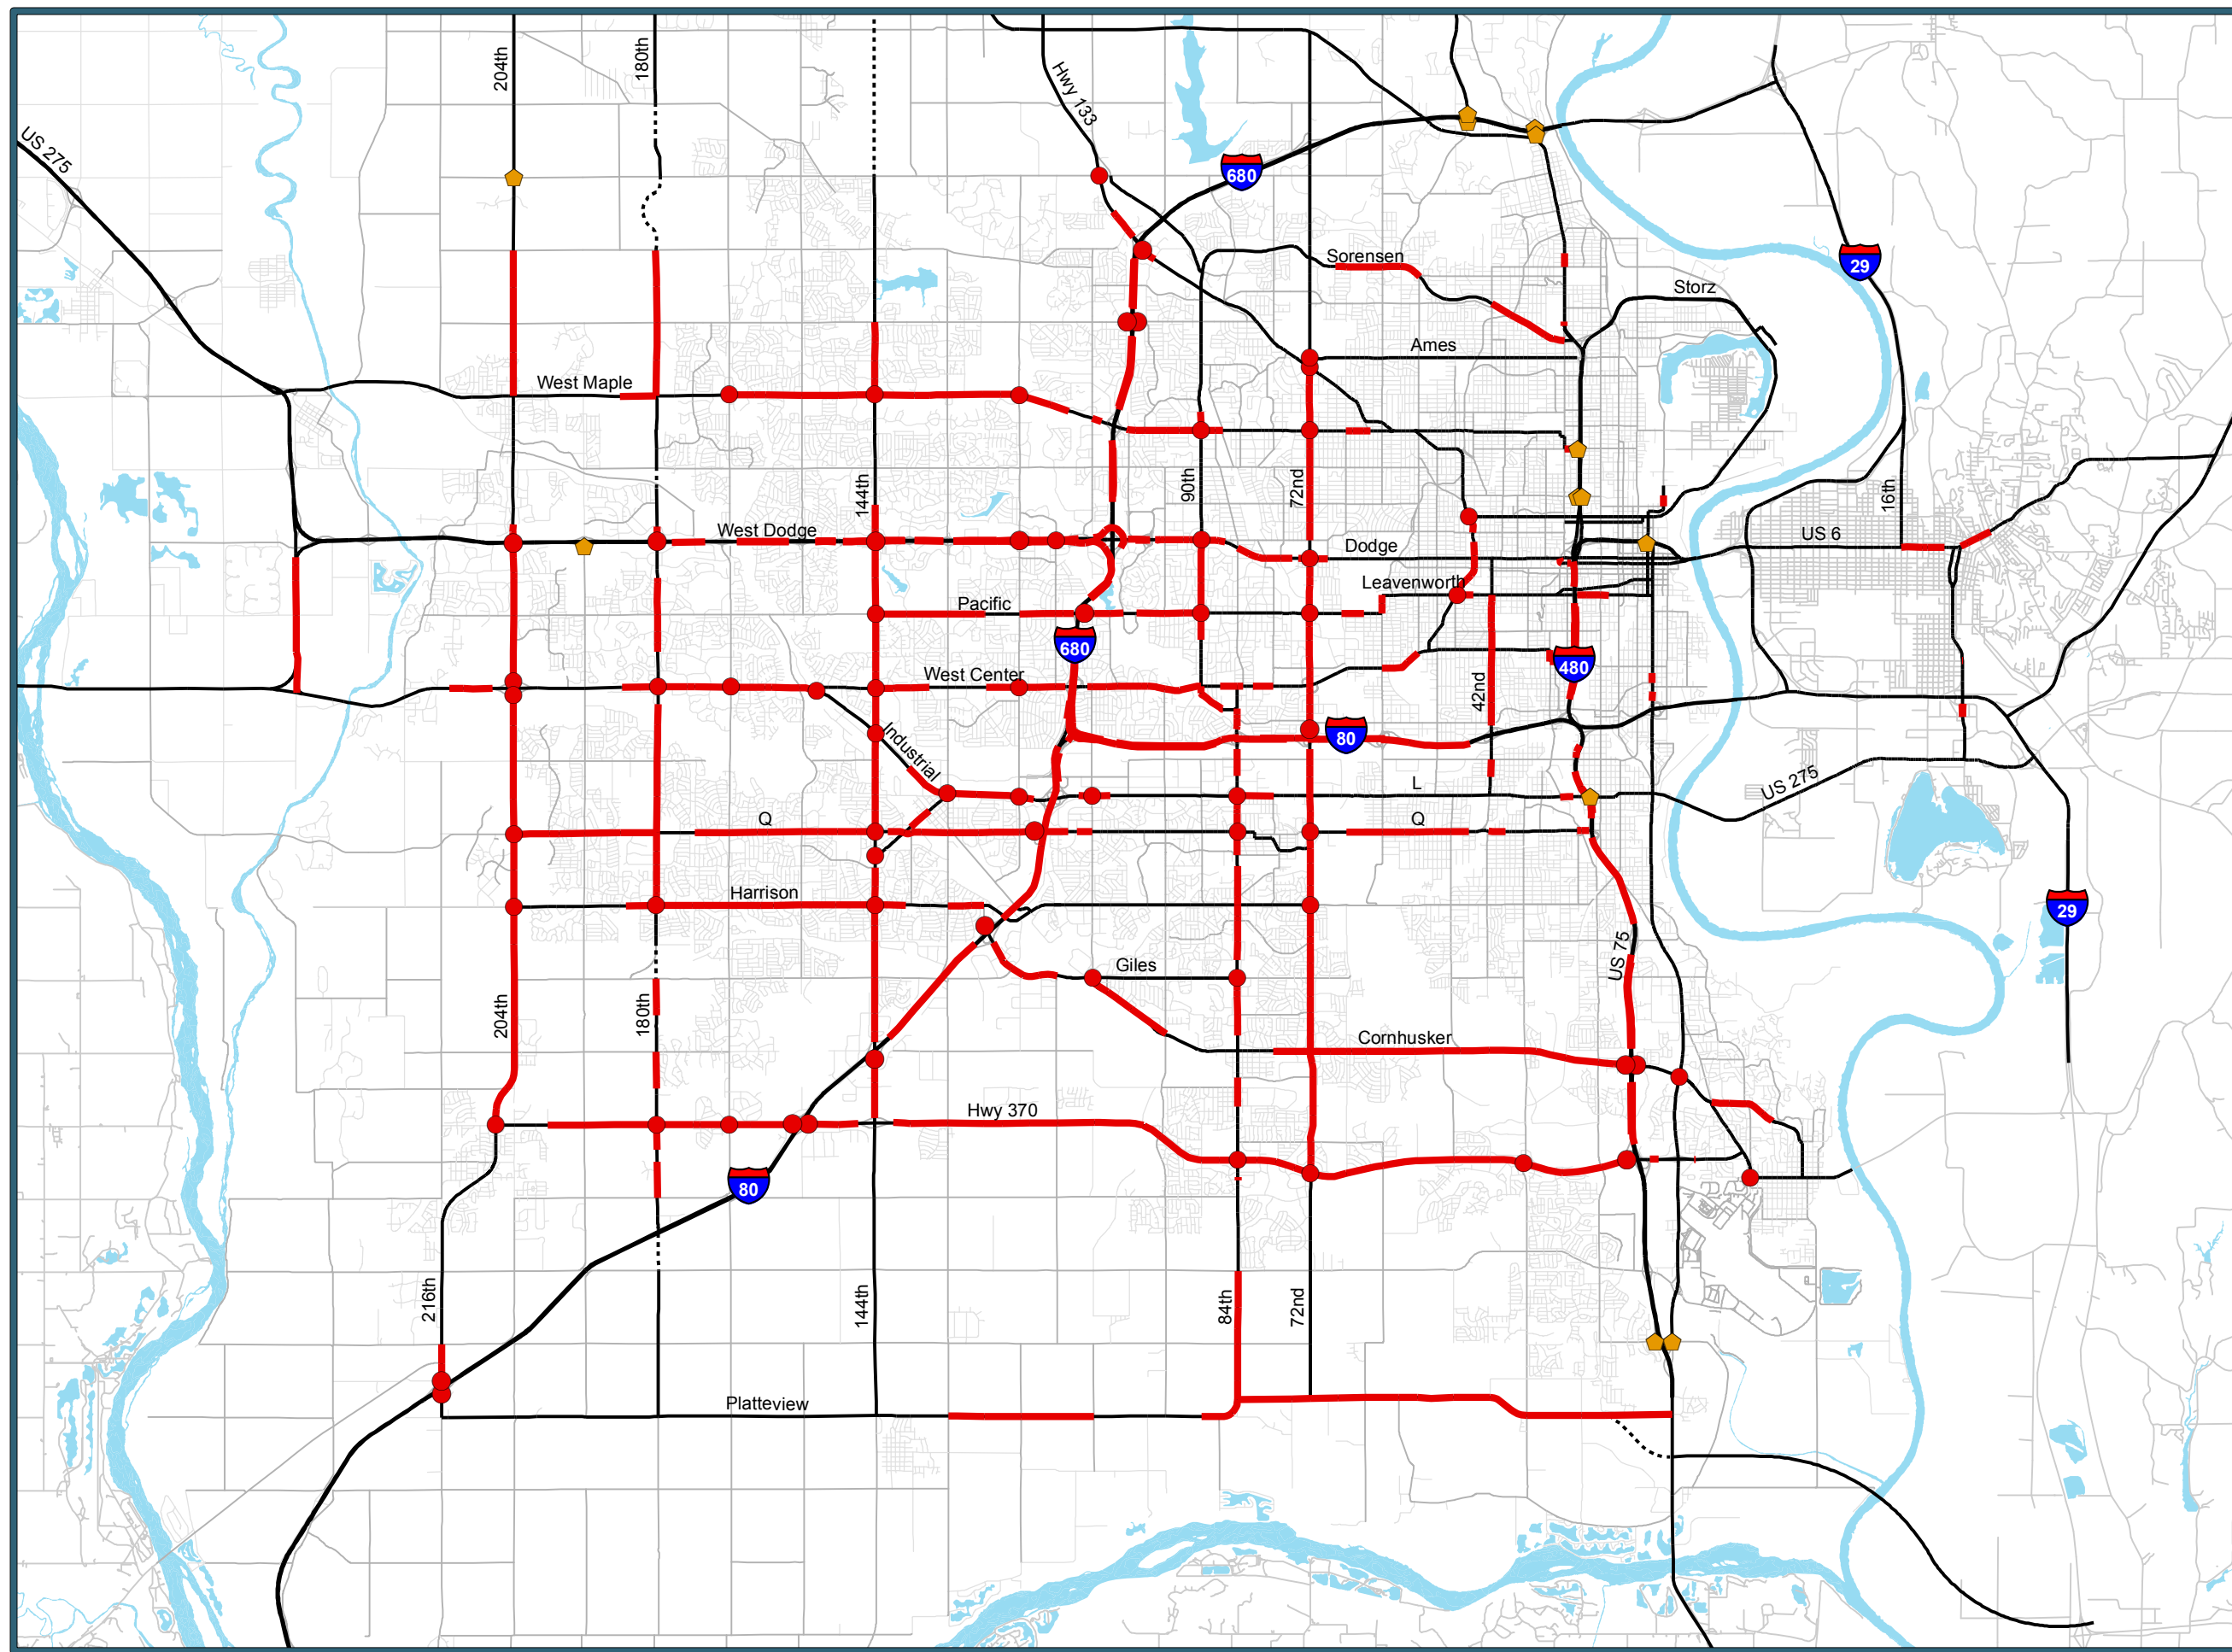 204th
180th
Hwy 133
US 275
680
29
Sorensen
Storz
Ames
West Maple
144th
90th
72nd
16th
West Dodge
Dodge
US 6
Leavenworth
Pacific
680
480
West Center
42nd
80
Industrial
L
US 275
Q
Q
Harrison
29
US 75
Giles
204th
180th
Cornhusker
Hwy 370
80
216th
144th
84th
72nd
Platteview